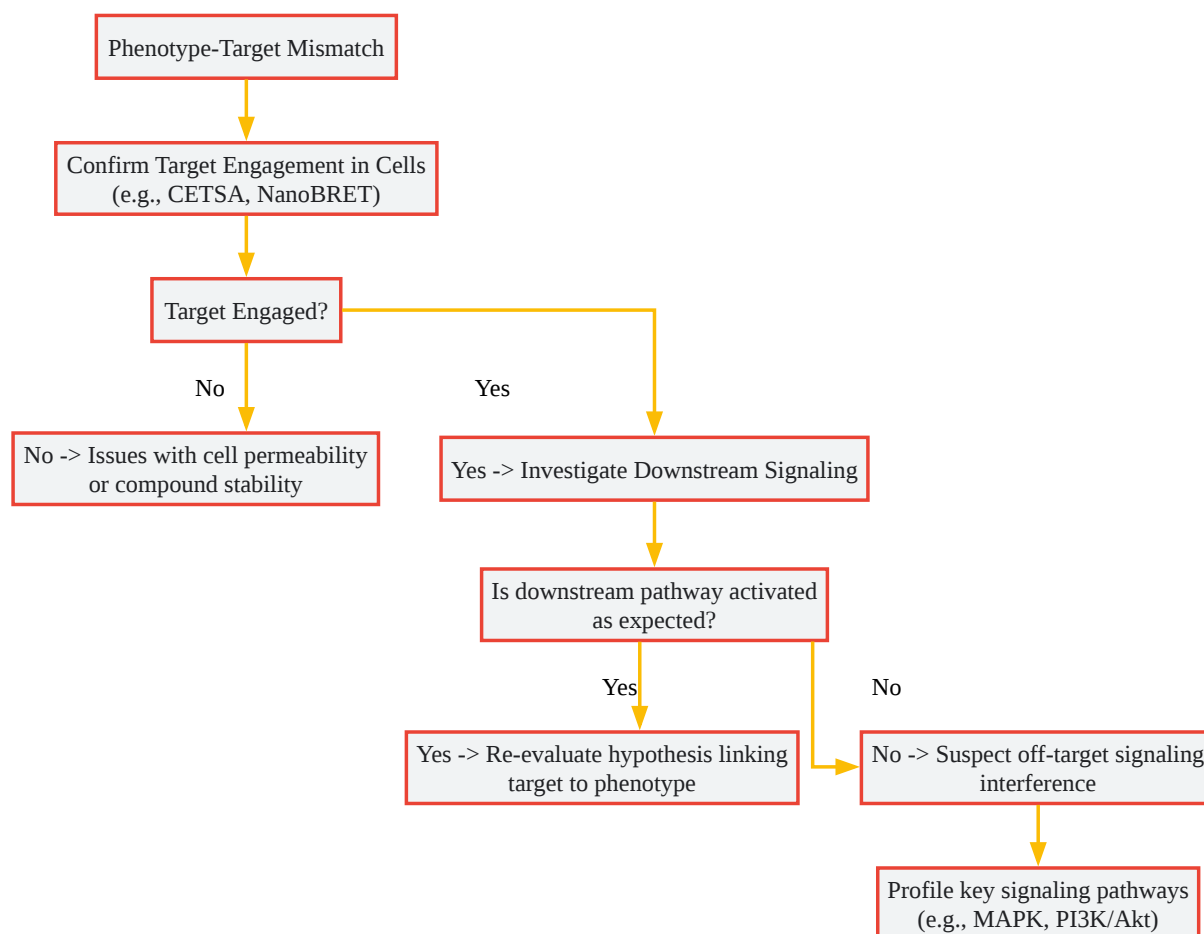 Phenotype-Target Mismatch
Confirm Target Engagement in Cells
(e.g., CETSA, NanoBRET)
Target Engaged?
No
Yes
No -> Issues with cell permeability
or compound stability
Yes -> Investigate Downstream Signaling
Is downstream pathway activated
as expected?
Yes
No
Yes -> Re-evaluate hypothesis linking
target to phenotype
No -> Suspect off-target signaling
interference
Profile key signaling pathways
(e.g., MAPK, PI3K/Akt)